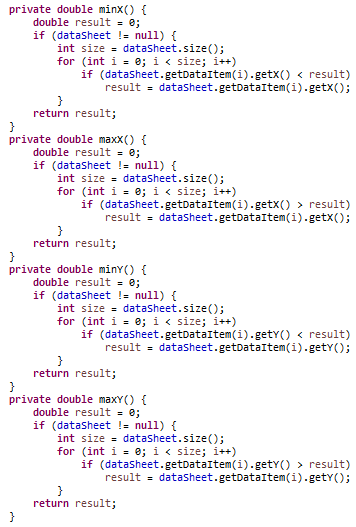 private double minX() {
    double result = 0;
    if (dataSheet != null) {
        int size = dataSheet.size();
        for (int i = 0; i < size; i++)
            if (dataSheet.getDataItem(i).getX() < result)
                result = dataSheet.getDataItem(i).getX();
        }
    return result;
}
private double maxX() {
    double result = 0;
    if (dataSheet != null) {
        int size = dataSheet.size();
        for (int i = 0; i < size; i++)
            if (dataSheet.getDataItem(i).getX() > result)
                result = dataSheet.getDataItem(i).getX();
        }
    return result;
}
private double minY() {
    double result = 0;
    if (dataSheet != null) {
        int size = dataSheet.size();
        for (int i = 0; i < size; i++)
            if (dataSheet.getDataItem(i).getY() < result)
                result = dataSheet.getDataItem(i).getY();
        }
    return result;
}
private double maxY() {
    double result = 0;
    if (dataSheet != null) {
        int size = dataSheet.size();
        for (int i = 0; i < size; i++)
            if (dataSheet.getDataItem(i).getY() > result)
                result = dataSheet.getDataItem(i).getY();
        }
    return result;
}